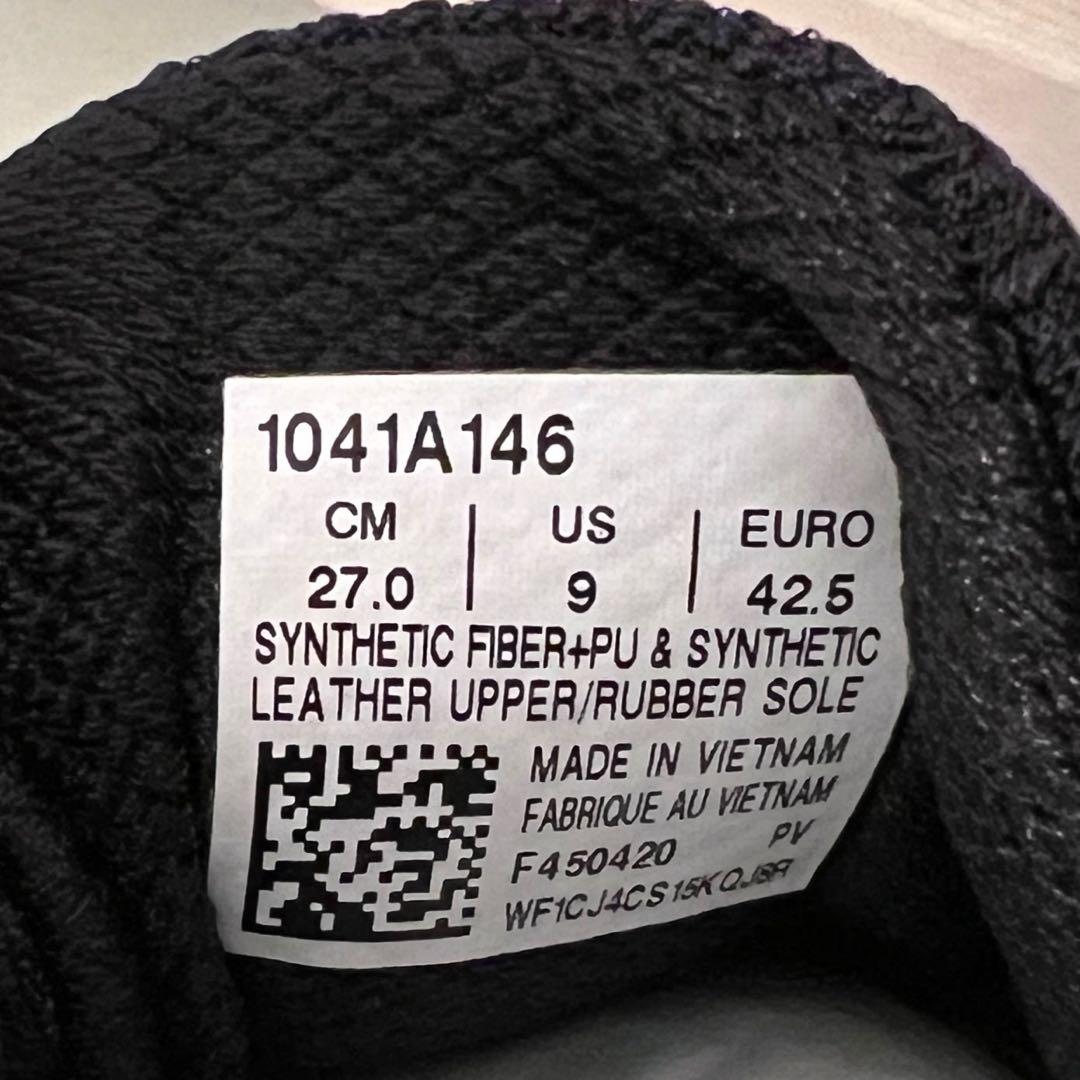 1041A146
CM | US | EURO
27.0 | 9 | 42.5
SYNTHETIC FIBER+PU & SYNTHETIC
LEATHER UPPER/RUBBER SOLE
MADE IN VIETNAM
FABRIQUE AU VIETNAM
F450420 PV